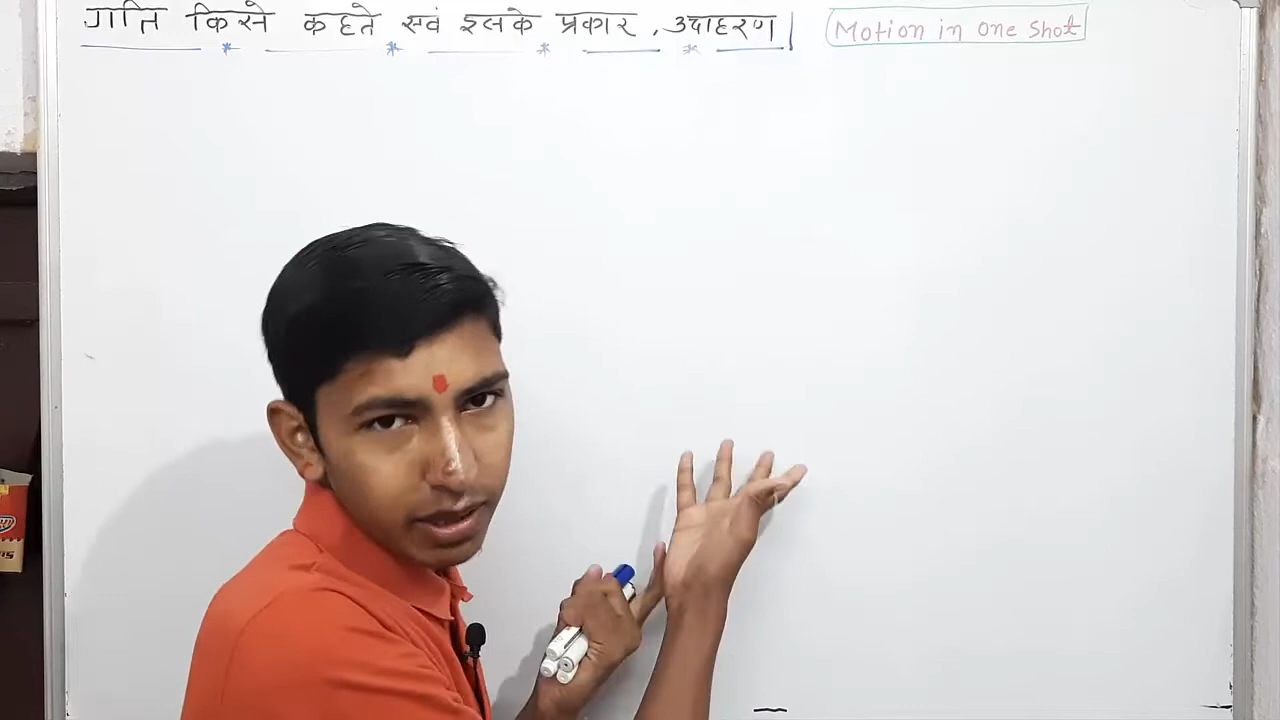 गति किसे कहते एवं इसके प्रकार, उदाहरण|
Motion in One Shot